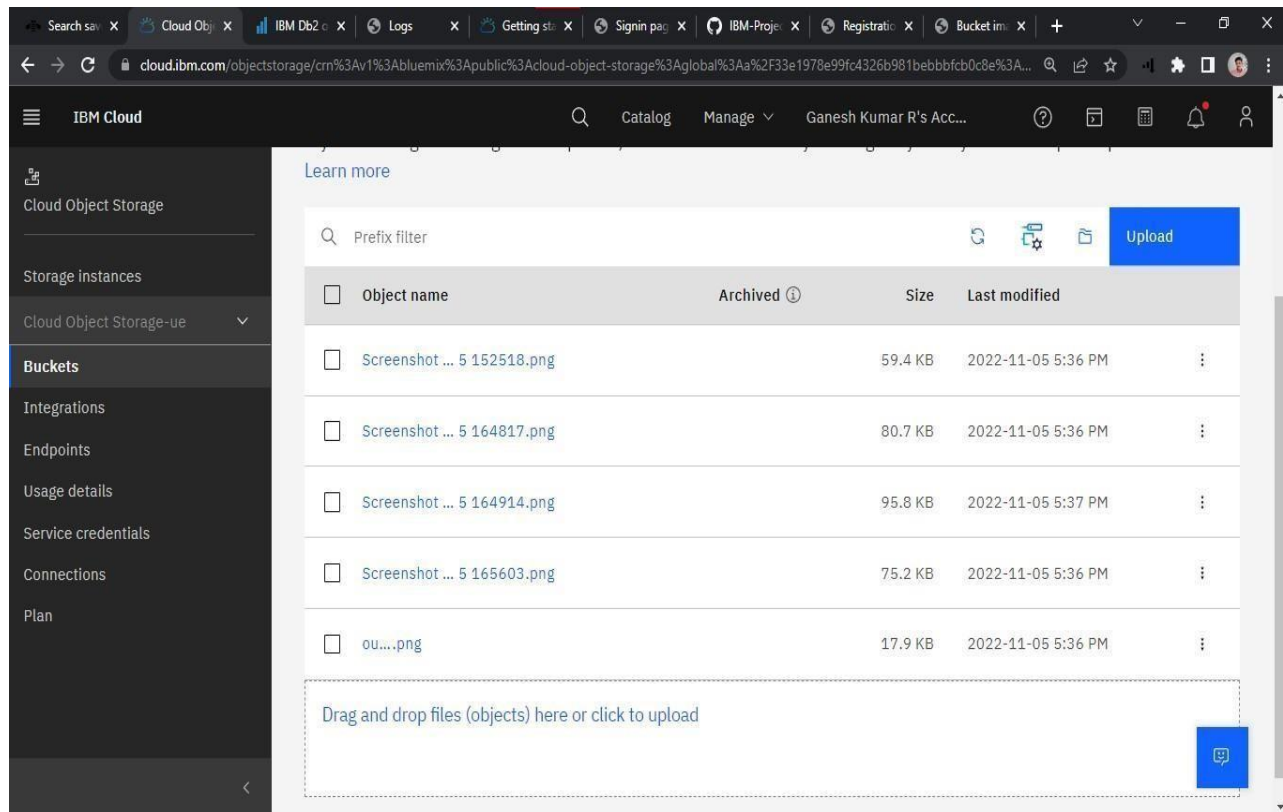 Search sav
Cloud Obj
IBM Db2 o
Logs
Getting sta
Signin pag
IBM-Projec
Registratio
Bucket ima
cloud.ibm.com/objectstorage/crn%3Av1%3Abluemix%3Apublic%3Acloud-object-storage%3Aglobal%3Aa%2F33e1978e99fc4326b981bebbbfcb0c8e%3A...
IBM Cloud
Catalog
Manage
Ganesh Kumar R's Acc...
Cloud Object Storage
Storage instances
Cloud Object Storage-ue
Buckets
Integrations
Endpoints
Usage details
Service credentials
Connections
Plan
Learn more
Prefix filter
Upload
Object name Archived Size Last modified
Screenshot ... 5 152518.png 59.4 KB 2022-11-05 5:36 PM
Screenshot ... 5 164817.png 80.7 KB 2022-11-05 5:36 PM
Screenshot ... 5 164914.png 95.8 KB 2022-11-05 5:37 PM
Screenshot ... 5 165603.png 75.2 KB 2022-11-05 5:36 PM
ou....png 17.9 KB 2022-11-05 5:36 PM
Drag and drop files (objects) here or click to upload